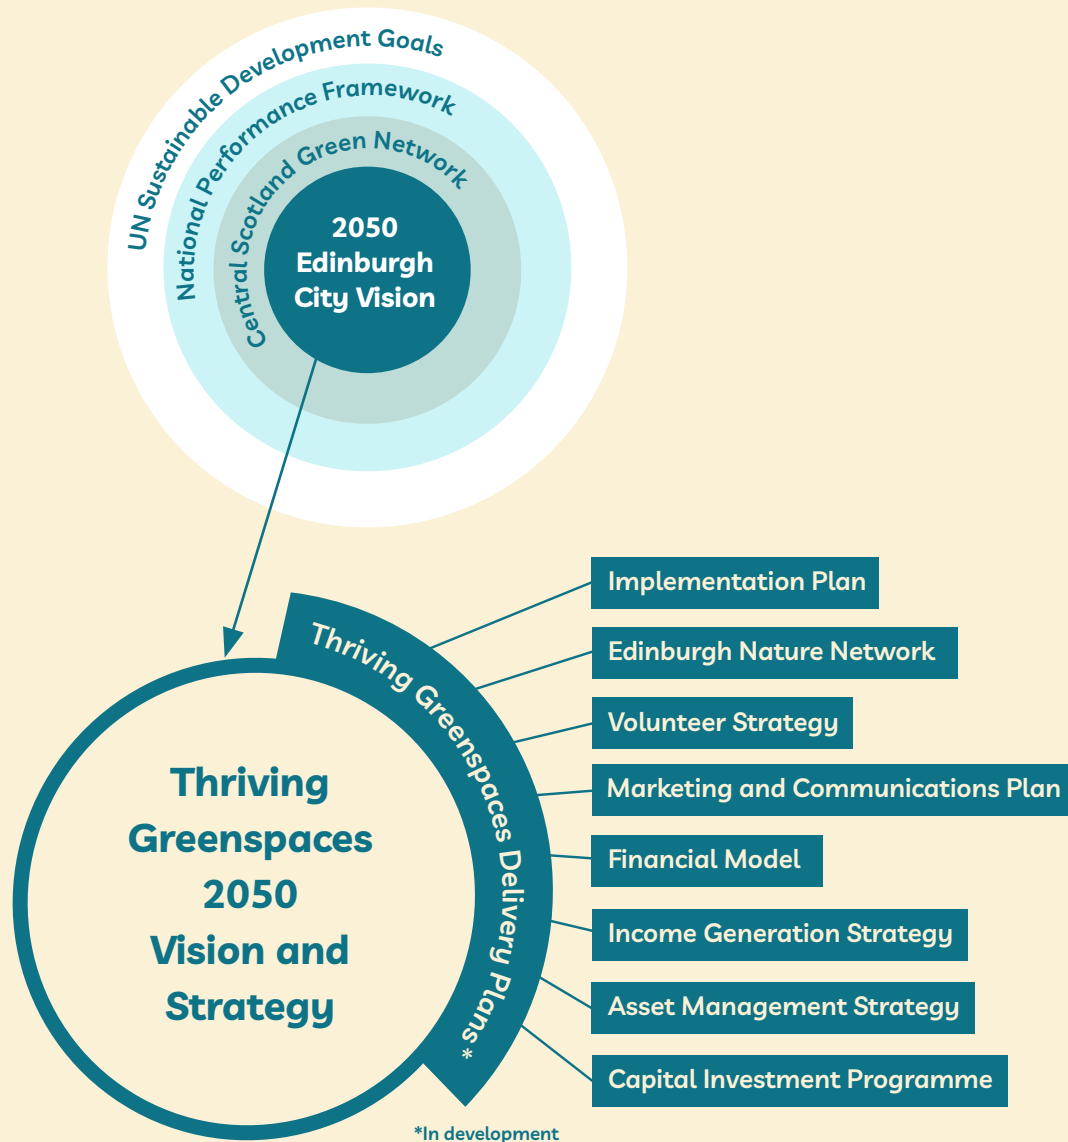 UN Sustainable Development Goals
National Performance Framework
Central Scotland Green Network
2050
Edinburgh
City Vision
Thriving Greenspaces Delivery Plans*
Thriving
Greenspaces
2050
Vision and
Strategy
Implementation Plan
Edinburgh Nature Network
Volunteer Strategy
Marketing and Communications Plan
Financial Model
Income Generation Strategy
Asset Management Strategy
Capital Investment Programme
*In development